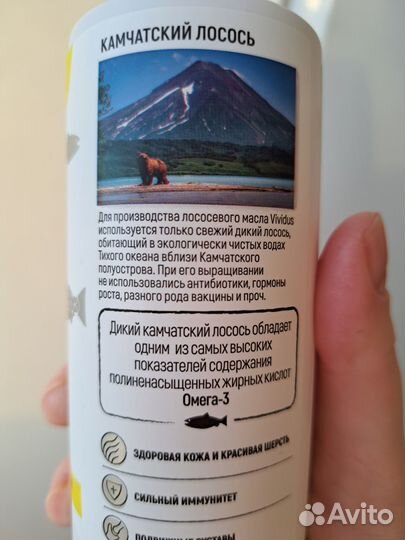 КАМЧАТСКИЙ ЛОСОСЬ
Для производства лососевого масла Vividus
используется только свежий дикий лосось,
обитающий в экологически чистых водах
Тихого океана вблизи Камчатского
полуострова. При его выращивании
не использовались антибиотики, гормоны
роста, разного рода вакцины и проч.
Дикий камчатский лосось обладает
одним из самых высоких
показателей содержания
полиненасыщенных жирных кислот
Омега-3
ЗДОРОВАЯ КОЖА И КРАСИВАЯ ШЕРСТЬ
СИЛЬНЫЙ ИММУНИТЕТ
ПОДВИЖНЫЕ СУСТАВЫ
Avito